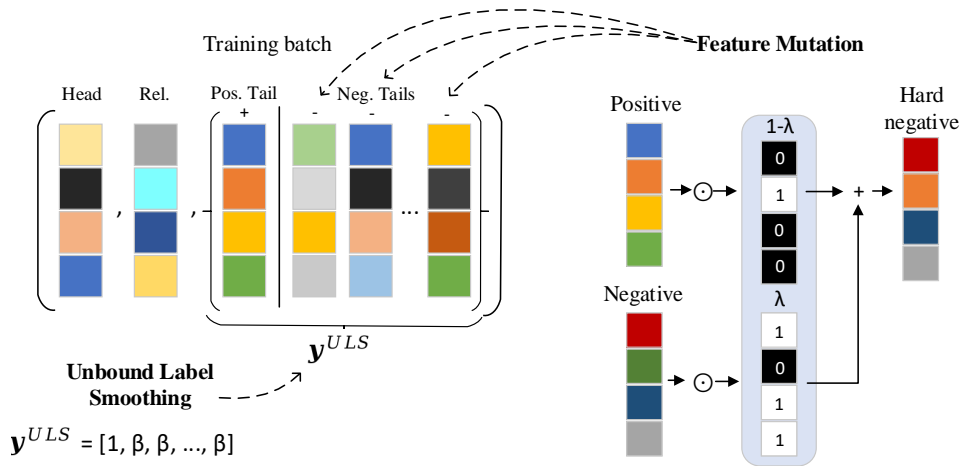 Training batch
Feature Mutation
Head Rel. Pos. Tail Neg. Tails
+ - - -
, , ...
y^{ULS}
Unbound Label
Smoothing
y^{ULS} = [1, β, β, ..., β]
Positive
⊙
Negative
⊙
1-λ
0
1
0
0
λ
1
0
1
1
+
Hard
negative